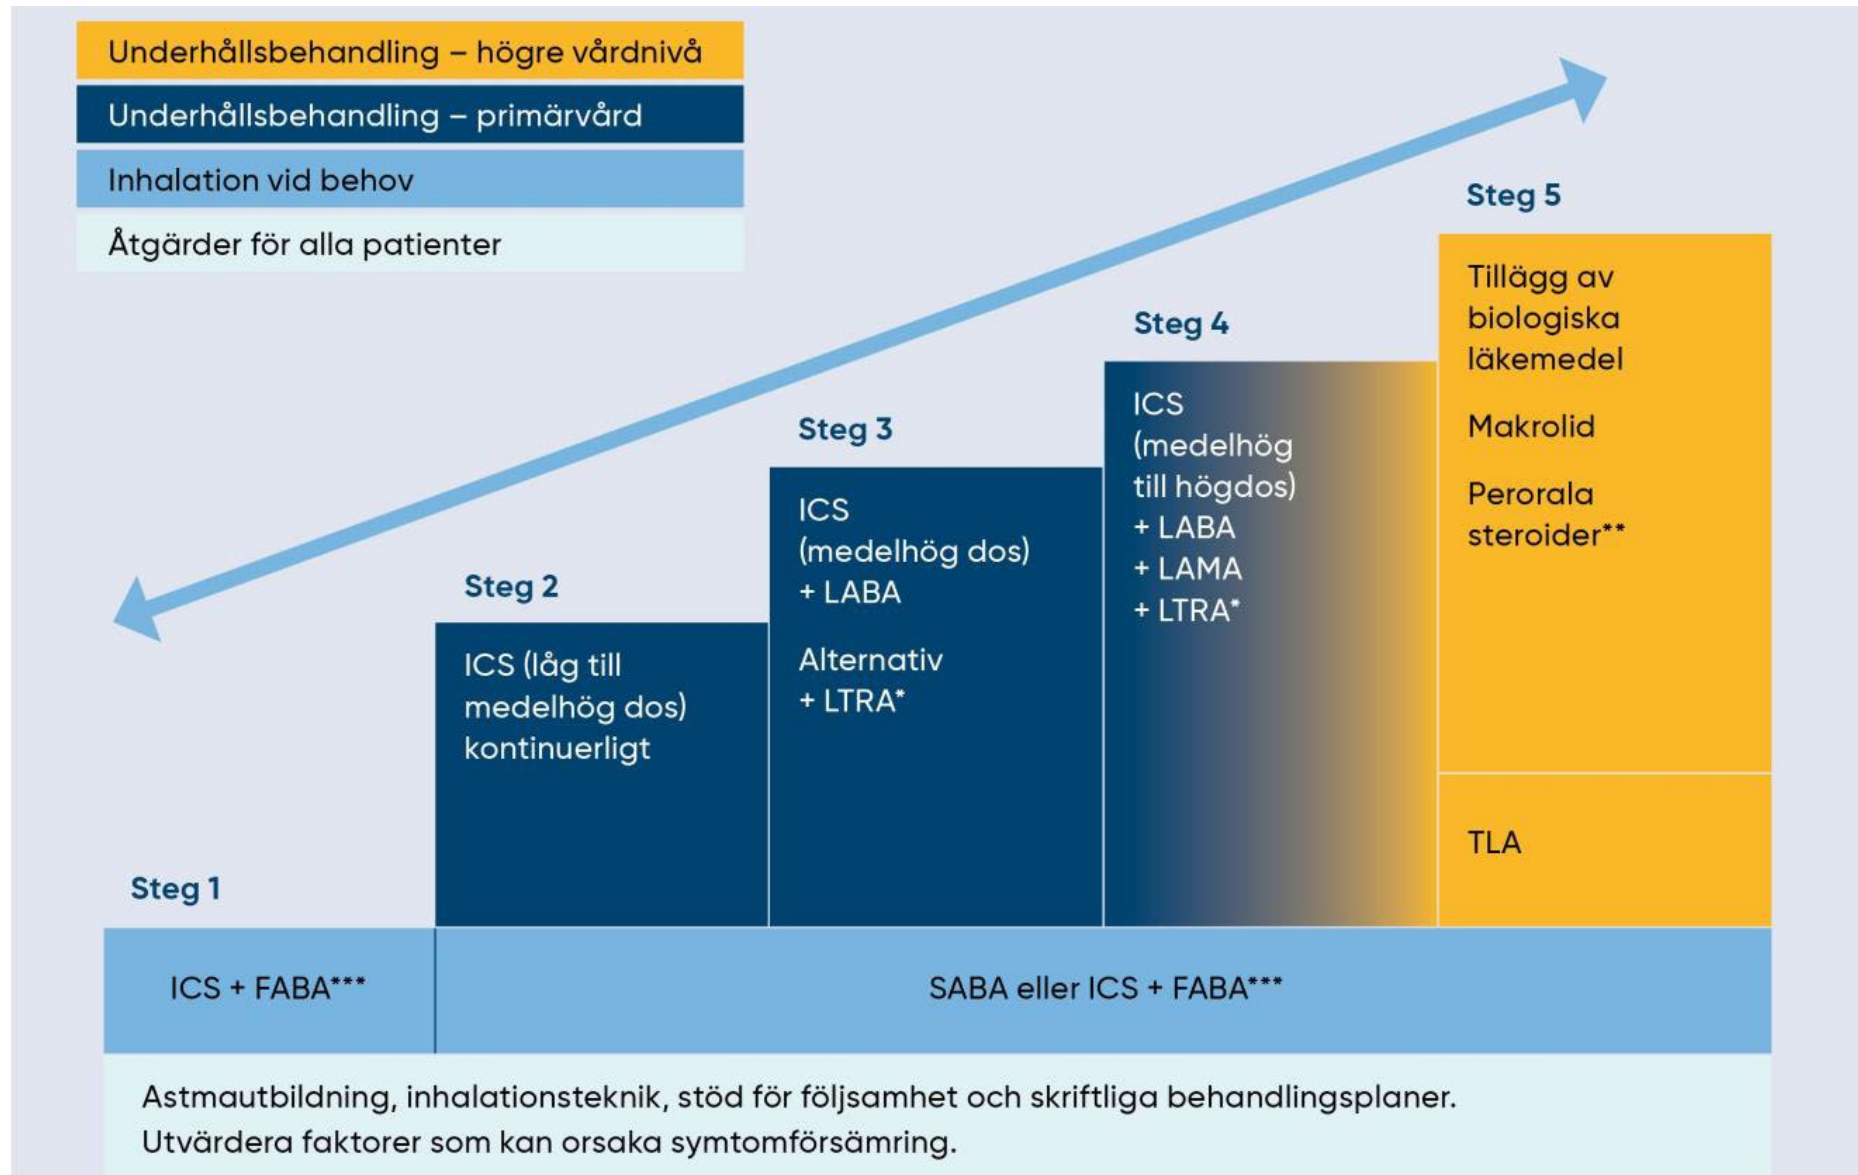 Underhållsbehandling – högre vårdnivå
Underhållsbehandling – primärvård
Inhalation vid behov
Åtgärder för alla patienter
Steg 1
ICS + FABA***
Steg 2
ICS (låg till
medelhög dos)
kontinuerligt
Steg 3
ICS
(medelhög dos)
+ LABA
Alternativ
+ LTRA*
Steg 4
ICS
(medelhög
till högdos)
+ LABA
+ LAMA
+ LTRA*
Steg 5
Tillägg av
biologiska
läkemedel
Makrolid
Perorala
steroider**
TLA
SABA eller ICS + FABA***
Astmautbildning, inhalationsteknik, stöd för följsamhet och skriftliga behandlingsplaner.
Utvärdera faktorer som kan orsaka symtomförsämring.